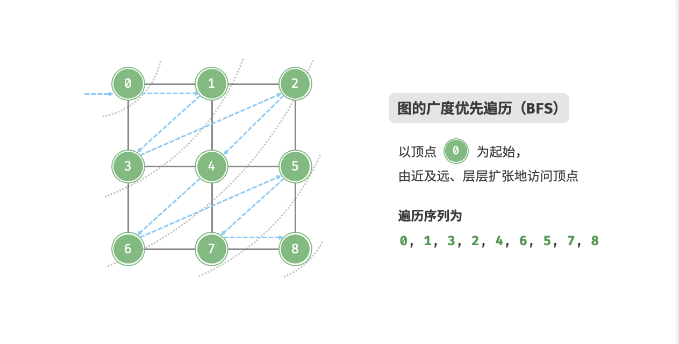 0 1 2
3 4 5
6 7 8
图的广度优先遍历（BFS）
以顶点 0 为起始，
由近及远、层层扩张地访问顶点
遍历序列为
0, 1, 3, 2, 4, 6, 5, 7, 8